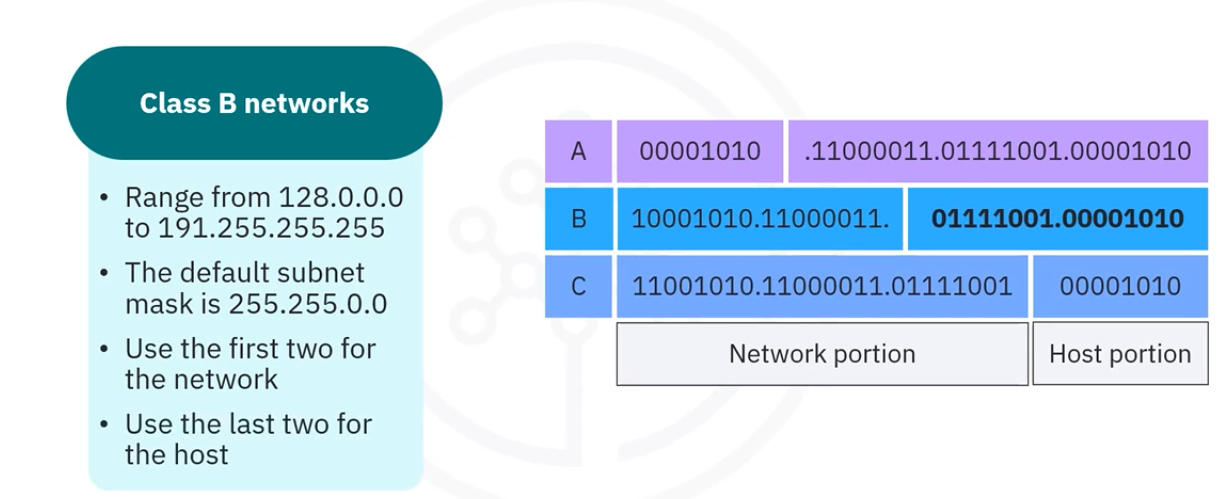 Class B networks
• Range from 128.0.0.0
to 191.255.255.255
• The default subnet
mask is 255.255.0.0
• Use the first two for
the network
• Use the last two for
the host
A 00001010 .11000011.01111001.00001010
B 10001010.11000011. 01111001.00001010
C 11001010.11000011.01111001 00001010
Network portion Host portion